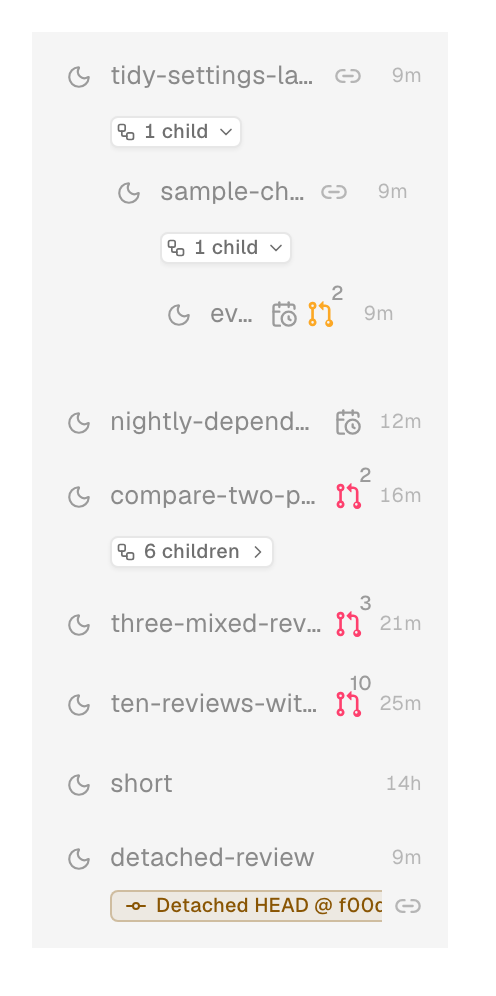 tidy-settings-la... 9m
1 child
sample-ch... 9m
1 child
ev... 2 9m
nightly-depend... 12m
compare-two-p... 2 16m
6 children
three-mixed-rev... 3 21m
ten-reviews-wit... 10 25m
short 14h
detached-review 9m
Detached HEAD @ f00